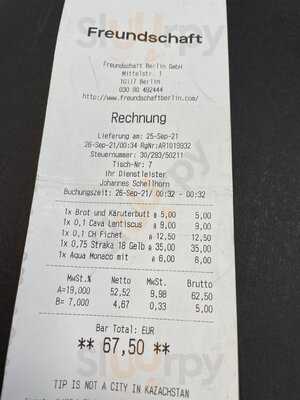 Freundschaft
Freundschaft Berlin GmbH
Mittelstr. 1
10117 Berlin
030 80 492444
http://www.freundschaftberlin.com/
Rechnung
Lieferung am: 25-Sep-21
26-Sep-21/00:34 RgNr:AR1019932
Steuernummer: 30/293/50211
Tisch-Nr: 7
Ihr Dienstleister
Johannes Schellhorn
Buchungszeit: 26-Sep-21/ 00:32 - 00:32
1x Brot und Käruterbutt a 5,00 5,00
1x 0,1 Cava Lentiscus a 9,00 9,00
1x 0,1 CH Fichet a 12,50 12,50
1x 0,75 Straka 18 Gelb a 35,00 35,00
1x Aqua Monaco mit a 6,00 6,00
MwSt.% Netto MwSt. Brutto
A=19,000 52,52 9,98 62,50
B= 7,000 4,67 0,33 5,00
Bar Total: EUR
** 67,50 **
TIP IS NOT A CITY IN KAZACHSTAN